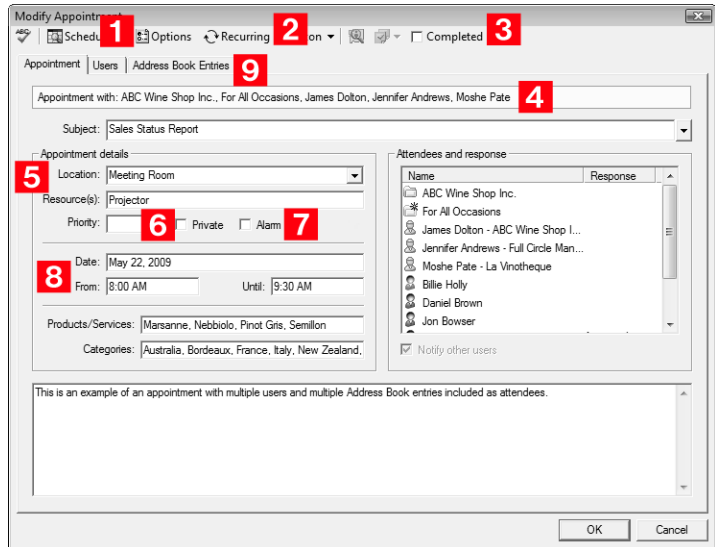 Modify Appointment
ABC Schedu 1 Options Recurring 2 on Completed 3
Appointment Users Address Book Entries 9
Appointment with: ABC Wine Shop Inc., For All Occasions, James Dolton, Jennifer Andrews, Moshe Pate 4
Subject: Sales Status Report
Appointment details
5 Location: Meeting Room
Resource(s): Projector
Priority: 6 Private Alarm 7
8 Date: May 22, 2009
From: 8:00 AM Until: 9:30 AM
Products/Services: Marsanne, Nebbiolo, Pinot Gris, Semillon
Categories: Australia, Bordeaux, France, Italy, New Zealand,
Attendees and response
Name Response
ABC Wine Shop Inc.
For All Occasions
James Dolton - ABC Wine Shop I...
Jennifer Andrews - Full Circle Man...
Moshe Pate - La Vinotheque
Billie Holly
Daniel Brown
Jon Bowser
Notify other users
This is an example of an appointment with multiple users and multiple Address Book entries included as attendees.
OK Cancel